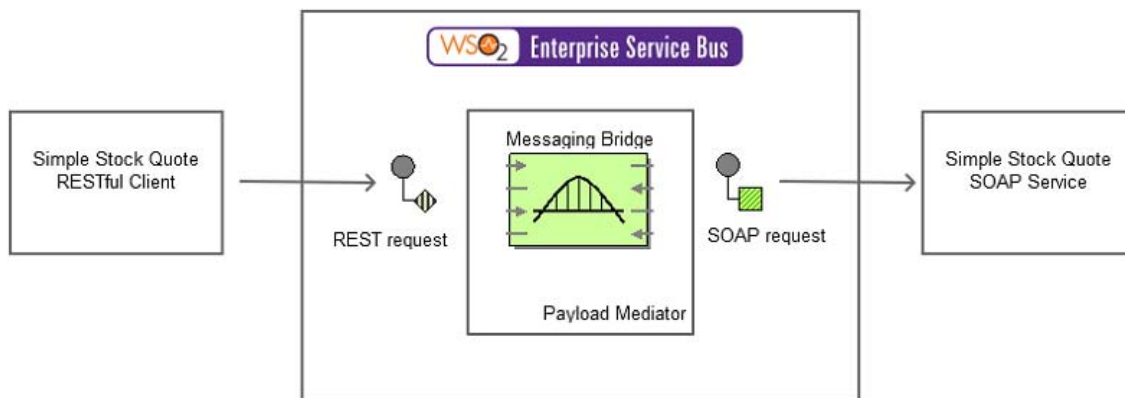 WSO2 Enterprise Service Bus
Simple Stock Quote
RESTful Client
REST request
Messaging Bridge
Payload Mediator
SOAP request
Simple Stock Quote
SOAP Service